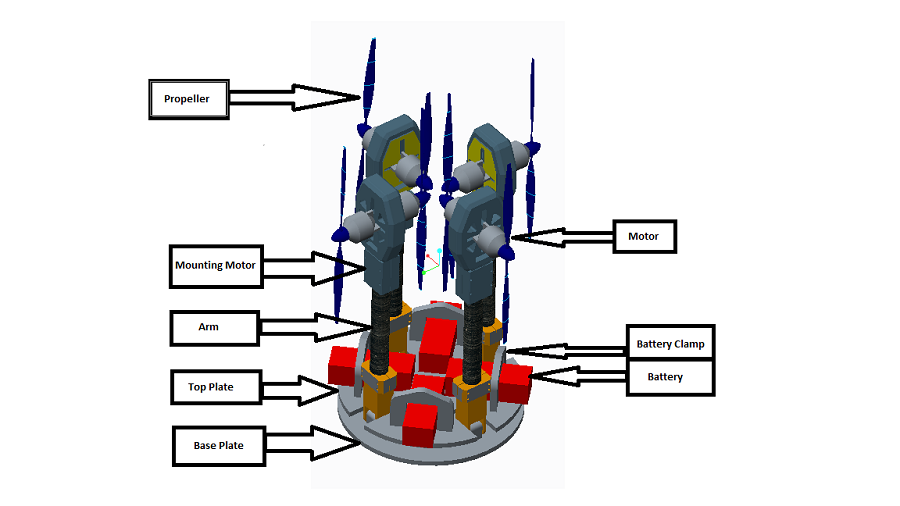 Propeller
Motor
Mounting Motor
Arm
Battery Clamp
Top Plate
Battery
Base Plate